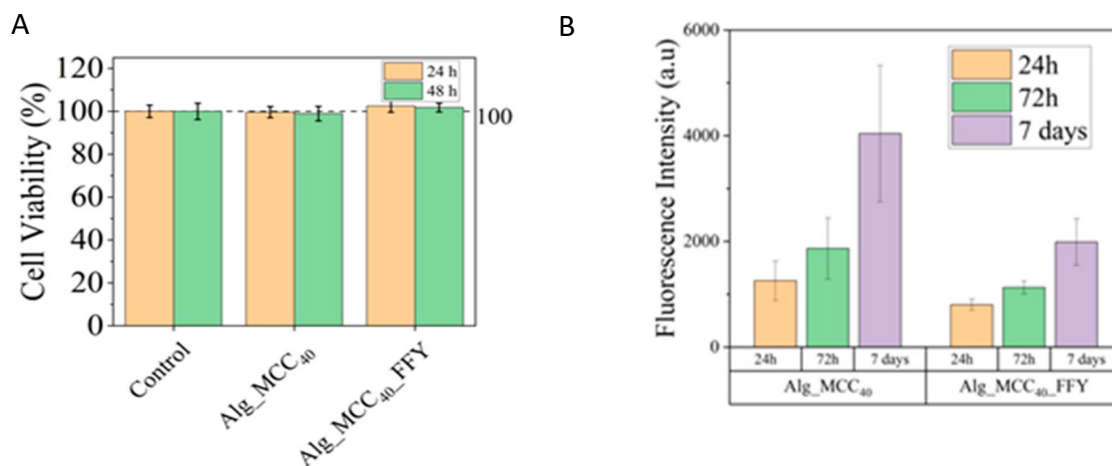 A
Cell Viability (%)
120
100
80
60
40
20
0
24 h
48 h
100
Control
Alg_MCC₄₀
Alg_MCC₄₀_FFY
B
Fluorescence Intensity (a.u)
6000
4000
2000
0
24h
72h
7 days
24h 72h 7 days 24h 72h 7 days
Alg_MCC₄₀ Alg_MCC₄₀_FFY